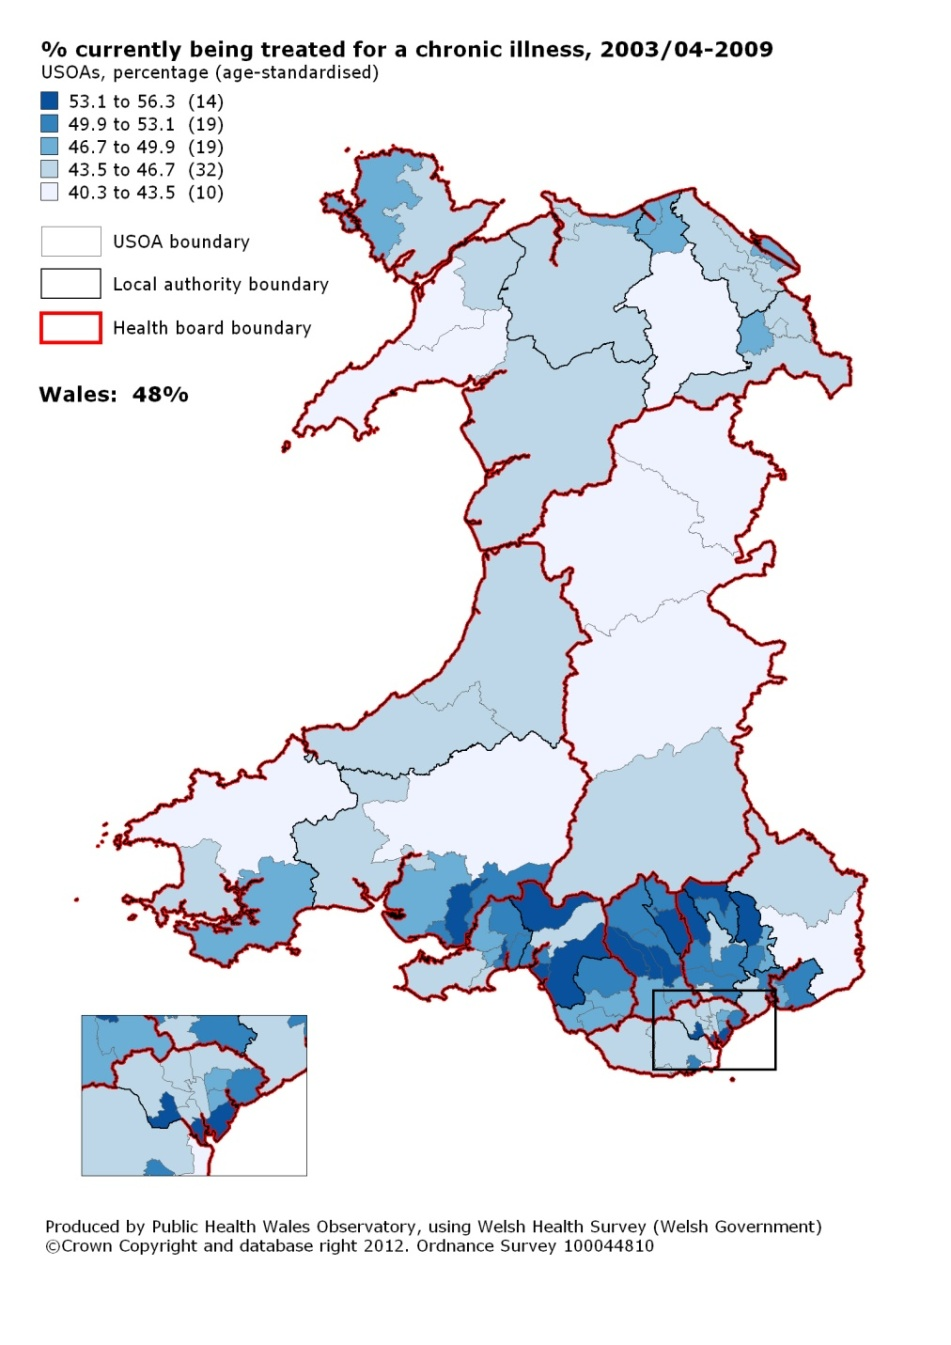 % currently being treated for a chronic illness, 2003/04-2009
USOAs, percentage (age-standardised)
53.1 to 56.3 (14)
49.9 to 53.1 (19)
46.7 to 49.9 (19)
43.5 to 46.7 (32)
40.3 to 43.5 (10)
USOA boundary
Local authority boundary
Health board boundary
Wales: 48%
Produced by Public Health Wales Observatory, using Welsh Health Survey (Welsh Government)
©Crown Copyright and database right 2012. Ordnance Survey 100044810